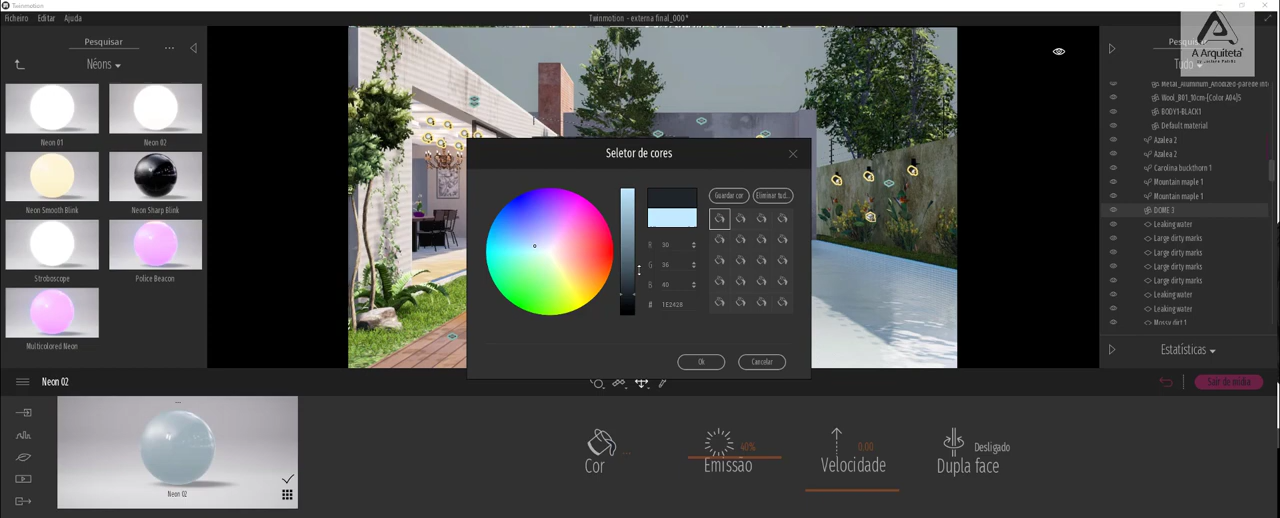 Twinmotion
Ficheiro Editar Ajuda
Twinmotion - externa final_000*
Pesquisar
Néons
Neon 01
Neon 02
Neon Smooth Blink
Neon Sharp Blink
Stroboscope
Police Beacon
Multicolored Neon
Seletor de cores
Guardar cor
Eliminar tud...
R 30
G 36
B 40
# 1E2428
Ok
Cancelar
A Arquiteta
Tudo
Wool_B01_10cm-[Color A04]5
BODY1-BLACK1
Default material
Azalea 2
Azalea 2
Carolina buckthorn 1
Mountain maple 1
Mountain maple 1
DOME 3
Leaking water
Large dirty marks
Large dirty marks
Large dirty marks
Large dirty marks
Leaking water
Leaking water
Mossy dirt 1
Estatísticas
Neon 02
Sair de mídia
Neon 02
Cor
...
Emissão
40%
Velocidade
0,00
Dupla face
Desligado